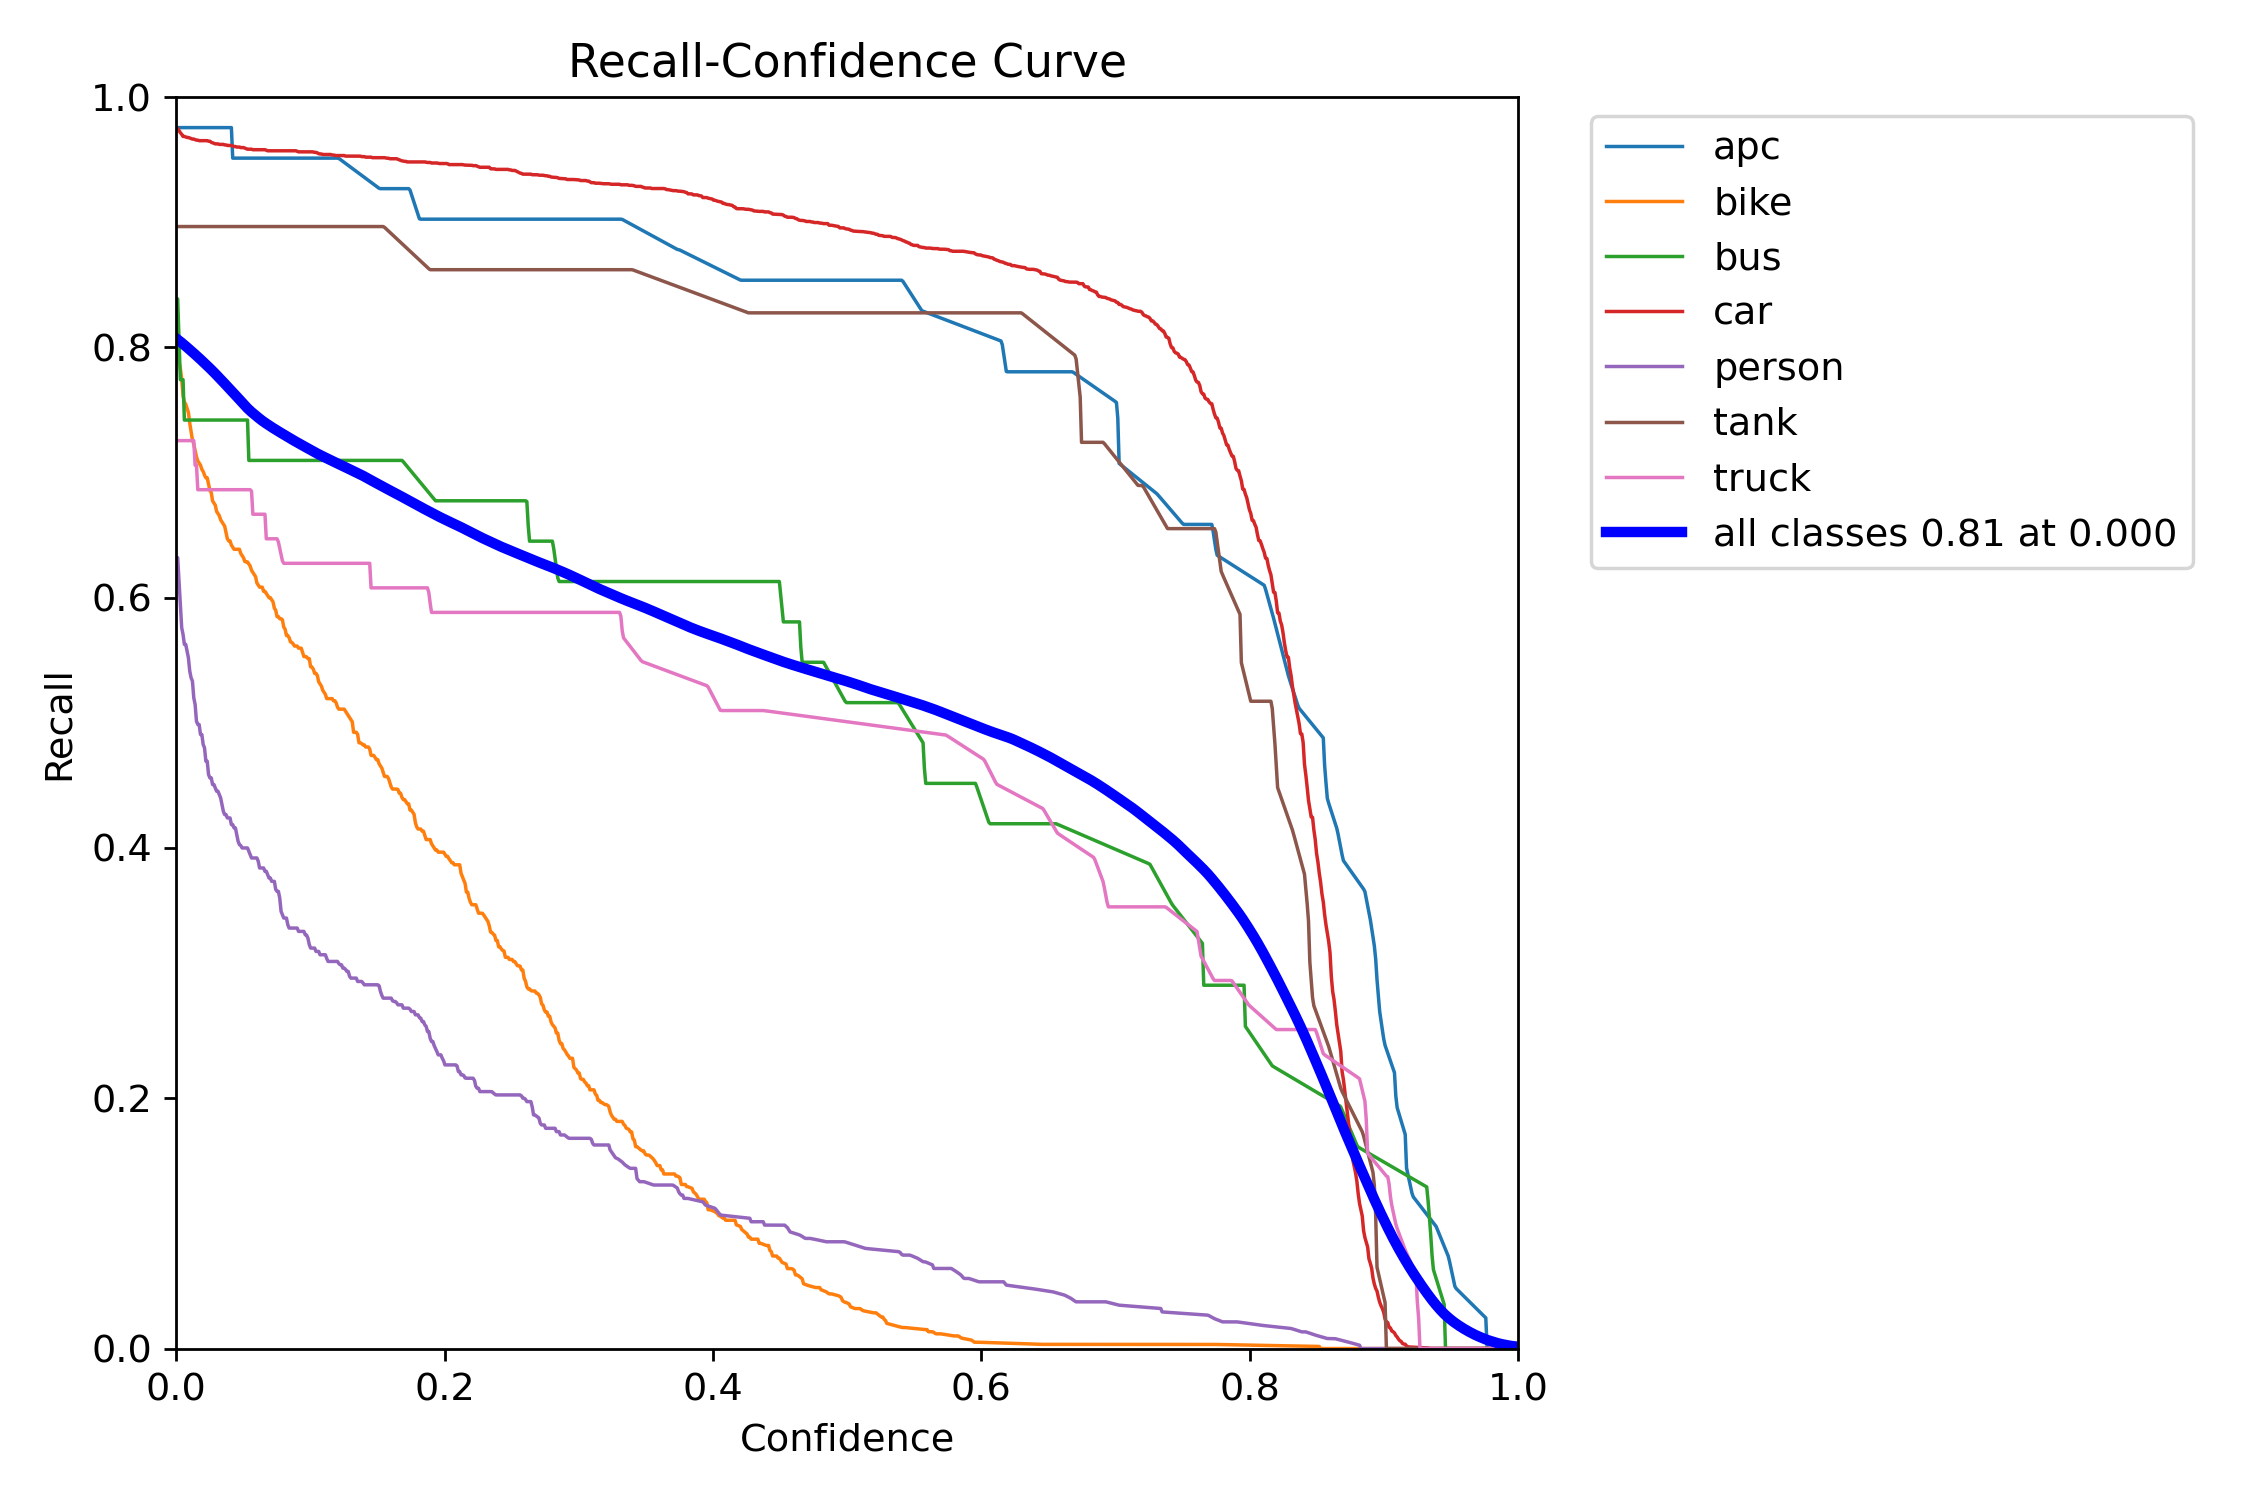 Recall-Confidence Curve
1.0
0.8
0.6
0.4
0.2
0.0
Recall
0.0 0.2 0.4 0.6 0.8 1.0
Confidence
apc
bike
bus
car
person
tank
truck
all classes 0.81 at 0.000